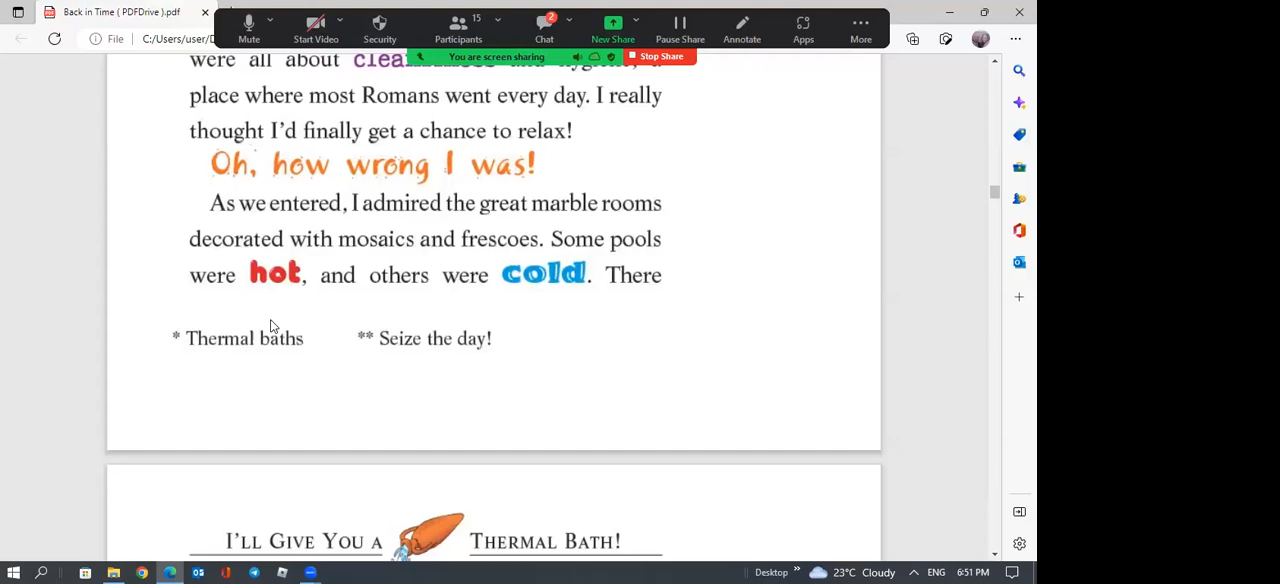 Back in Time ( PDFDrive ).pdf
File
C:/Users/user/D
Mute
Start Video
Security
15
Participants
2
Chat
New Share
Pause Share
Annotate
Apps
More
You are screen sharing
Stop Share
were all about
place where most Romans went every day. I really
thought I'd finally get a chance to relax!
Oh, how wrong I was!
As we entered, I admired the great marble rooms
decorated with mosaics and frescoes. Some pools
were hot, and others were cold. There
* Thermal baths ** Seize the day!
I'LL GIVE YOU A THERMAL BATH!
Desktop
23°C Cloudy
ENG
6:51 PM